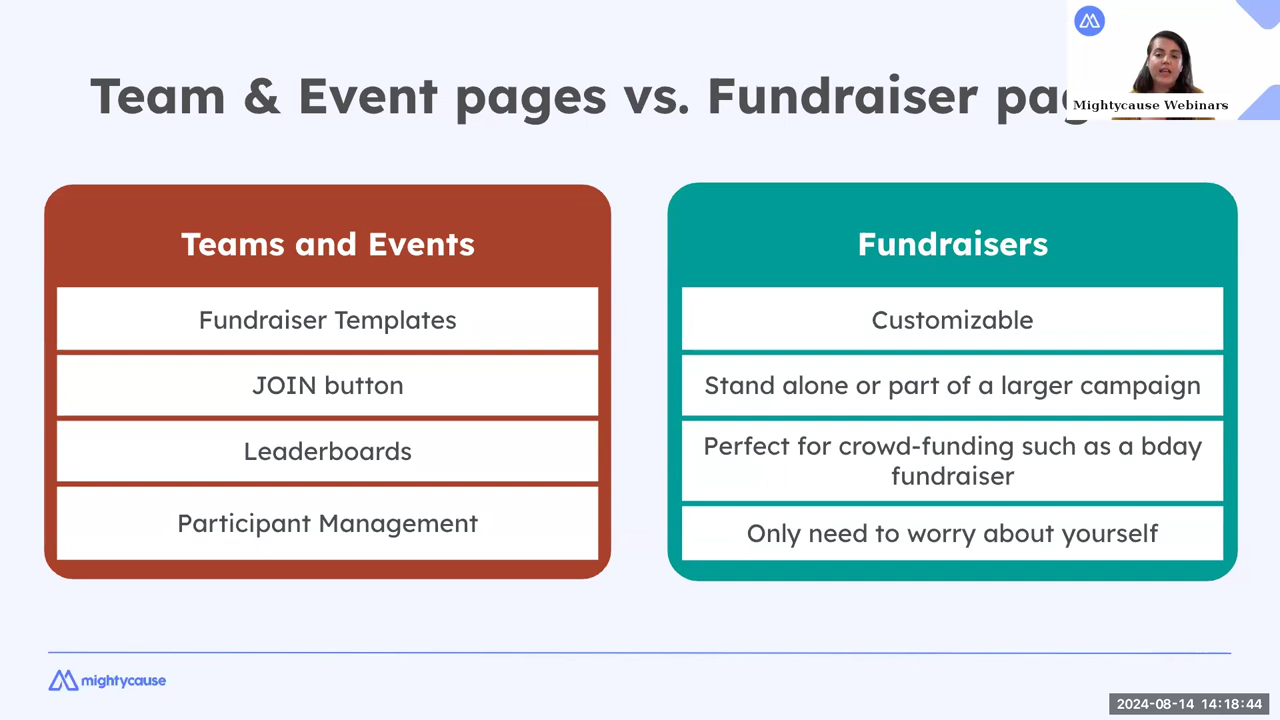 Team & Event pages vs. Fundraiser pag
Mightycause Webinars
Teams and Events
Fundraiser Templates
JOIN button
Leaderboards
Participant Management
Fundraisers
Customizable
Stand alone or part of a larger campaign
Perfect for crowd-funding such as a bday
fundraiser
Only need to worry about yourself
mightycause
2024-08-14 14:18:44